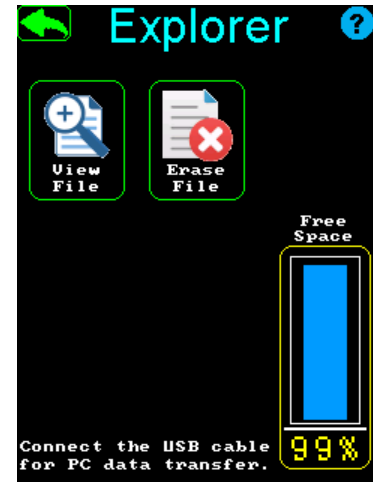 Explorer
?
View
File
Erase
File
Free
Space
99%
Connect the USB cable
for PC data transfer.